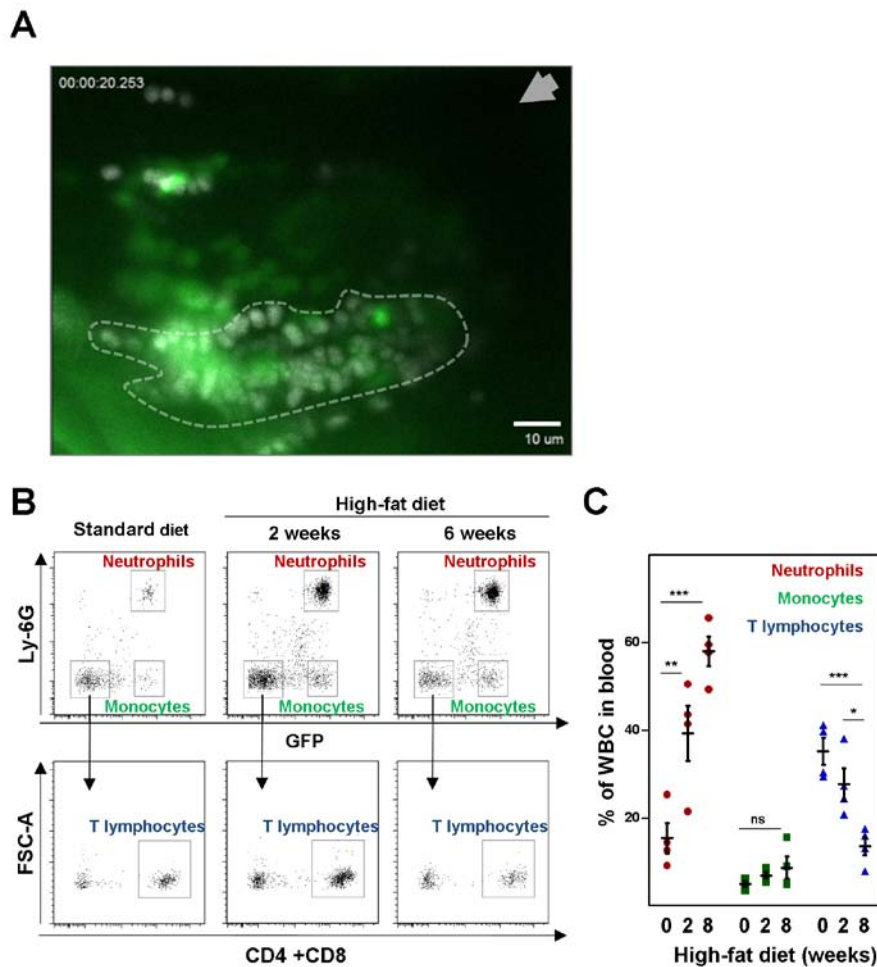 A
00:00:20.253
10 um
B
High-fat diet
Standard diet
2 weeks
6 weeks
Neutrophils
Neutrophils
Neutrophils
Ly-6G
Monocytes
Monocytes
Monocytes
GFP
T lymphocytes
T lymphocytes
T lymphocytes
FSC-A
CD4 +CD8
C
Neutrophils
Monocytes
T lymphocytes
***
**
***
*
ns
% of WBC in blood
60
40
20
0 2 8 0 2 8 0 2 8
High-fat diet (weeks)